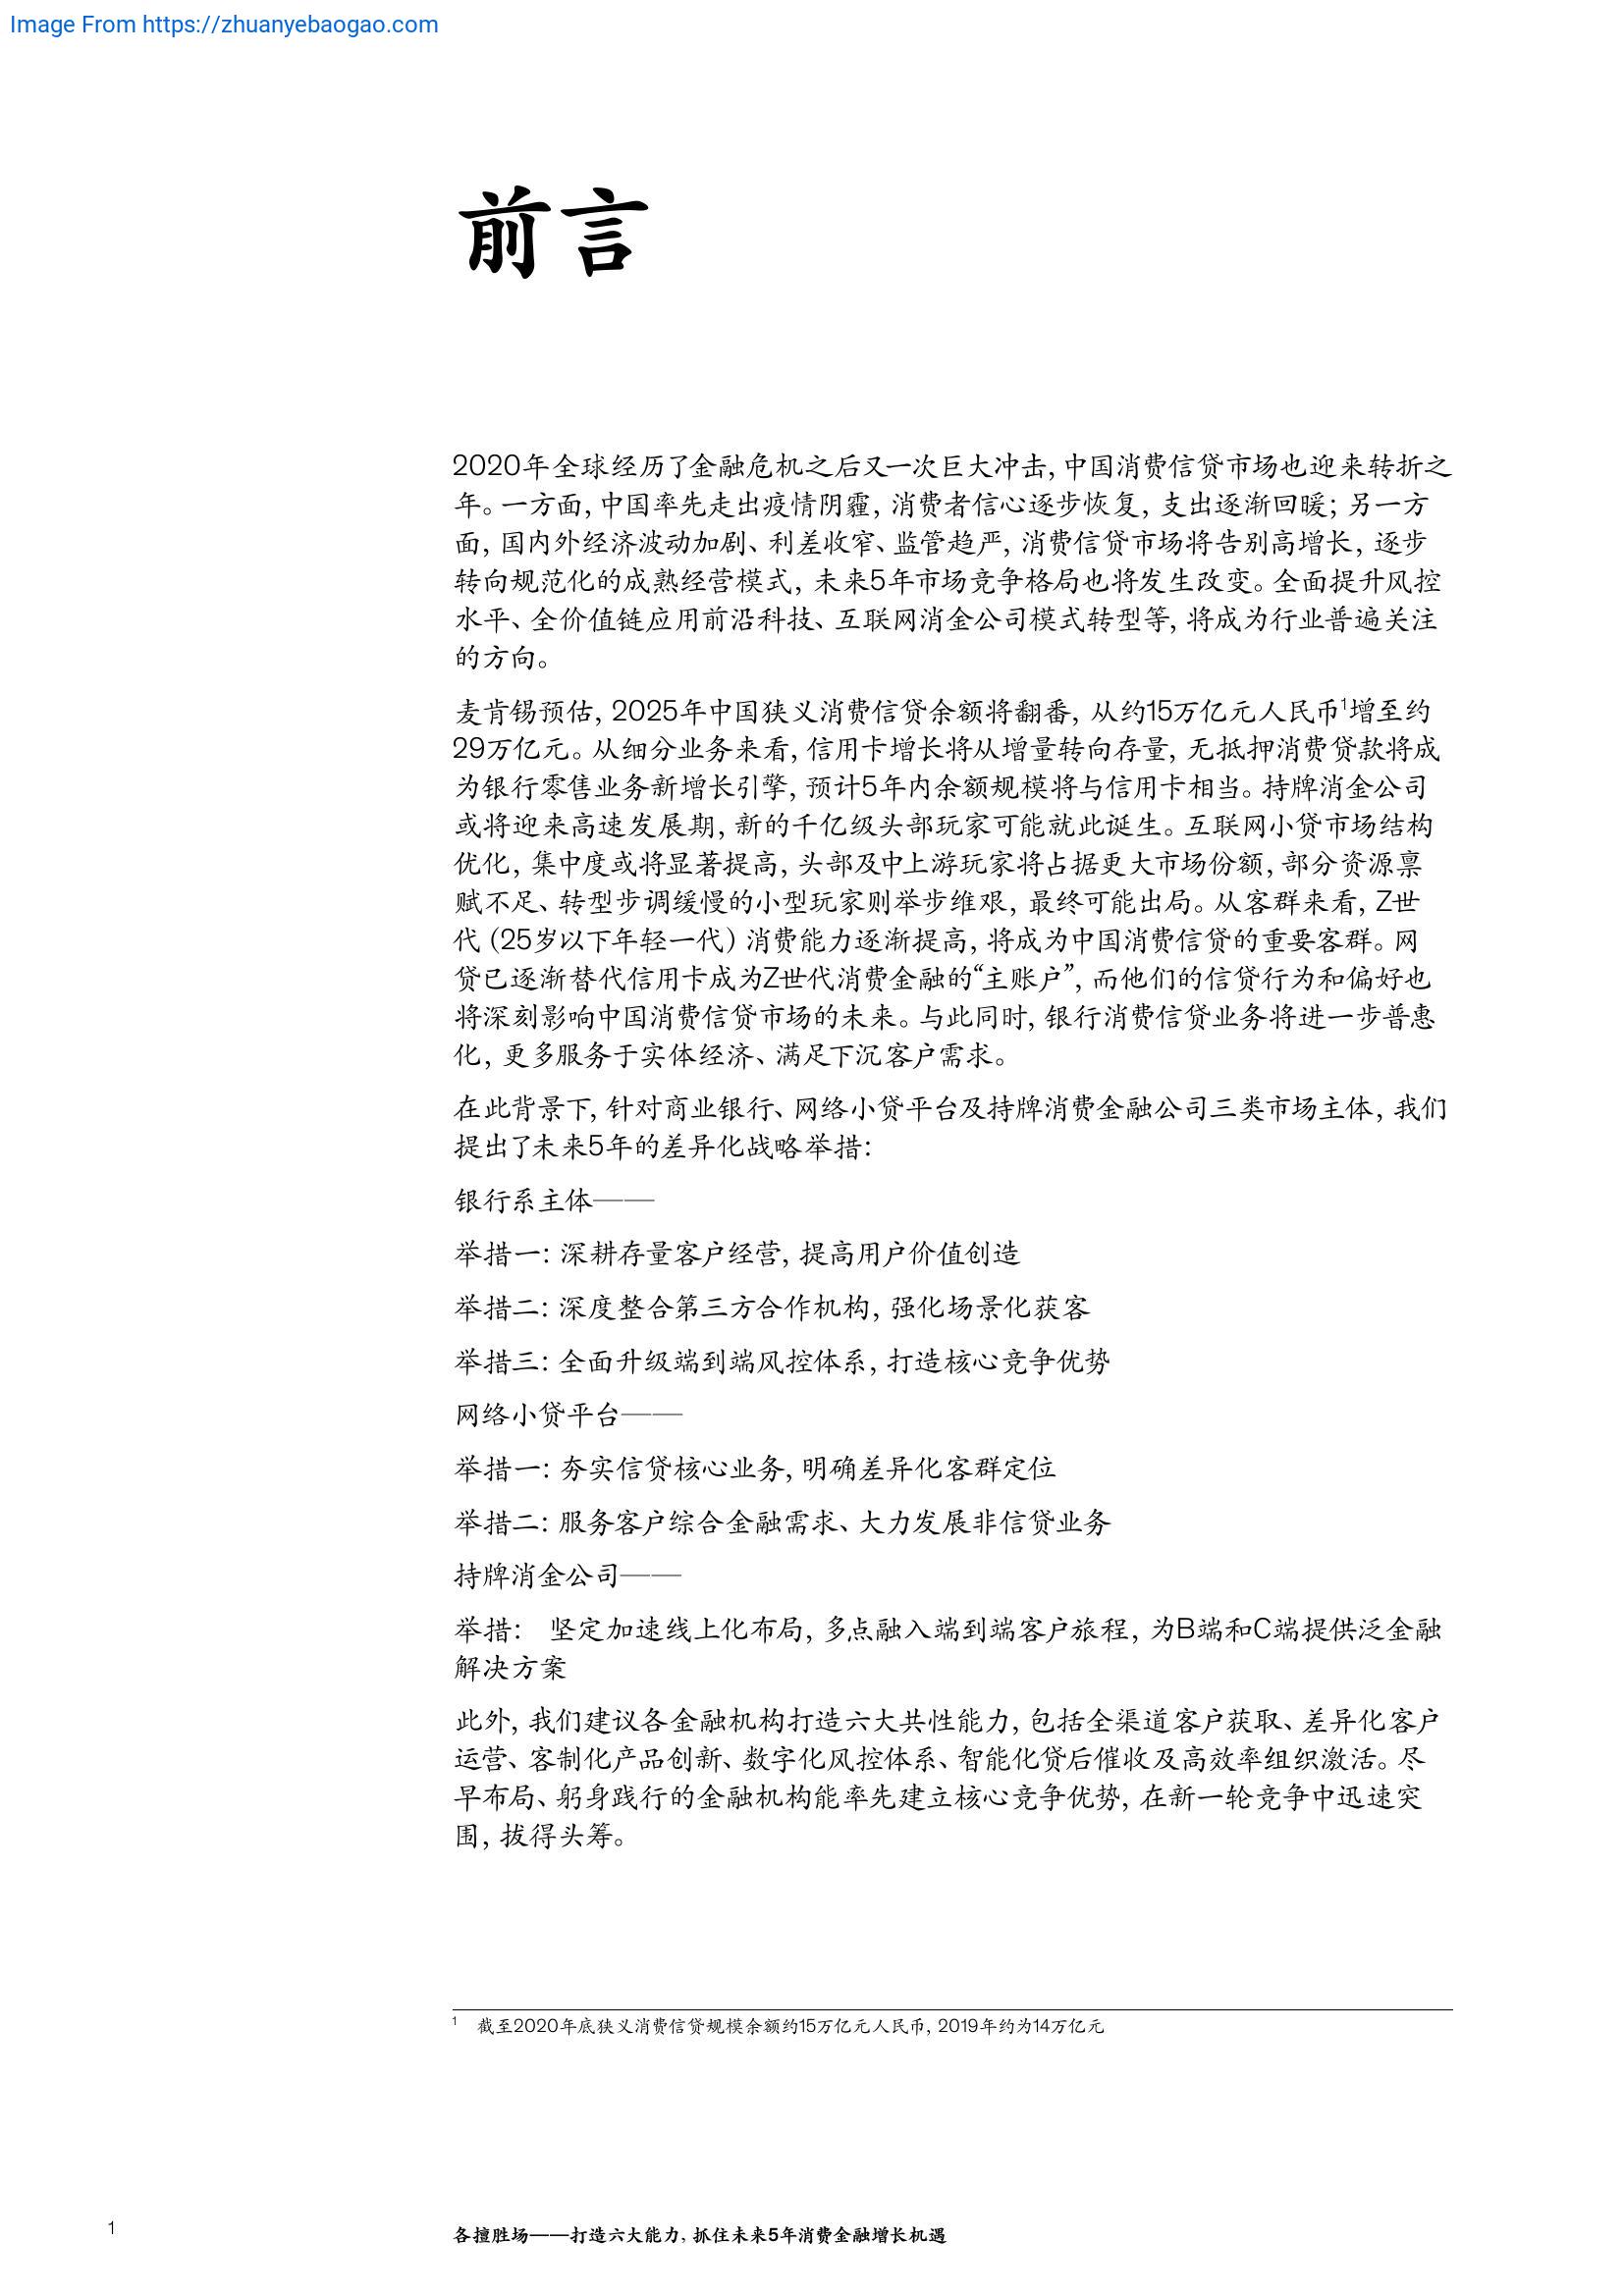 Image From https://zhuanyebaogao.com
前言
2020年全球经历了金融危机之后又一次巨大冲击，中国消费信贷市场也迎来转折之
年。一方面，中国率先走出疫情阴霾，消费者信心逐步恢复，支出逐渐回暖；另一方
面，国内外经济波动加剧、利差收窄、监管趋严，消费信贷市场将告别高增长，逐步
转向规范化的成熟经营模式，未来5年市场竞争格局也将发生改变。全面提升风控
水平、全价值链应用前沿科技、互联网消金公司模式转型等，将成为行业普遍关注
的方向。
麦肯锡预估，2025年中国狭义消费信贷余额将翻番，从约15万亿元人民币1增至约
29万亿元。从细分业务来看，信用卡增长将从增量转向存量，无抵押消费贷款将成
为银行零售业务新增长引擎，预计5年内余额规模将与信用卡相当。持牌消金公司
或将迎来高速发展期，新的千亿级头部玩家可能就此诞生。互联网小贷市场结构
优化，集中度或将显著提高，头部及中上游玩家将占据更大市场份额，部分资源禀
赋不足、转型步调缓慢的小型玩家则举步维艰，最终可能出局。从客群来看，Z世
代（25岁以下年轻一代）消费能力逐渐提高，将成为中国消费信贷的重要客群。网
贷已逐渐替代信用卡成为Z世代消费金融的“主账户”，而他们的信贷行为和偏好也
将深刻影响中国消费信贷市场的未来。与此同时，银行消费信贷业务将进一步普惠
化，更多服务于实体经济、满足下沉客户需求。
在此背景下，针对商业银行、网络小贷平台及持牌消费金融公司三类市场主体，我们
提出了未来5年的差异化战略举措：
银行系主体——
举措一：深耕存量客户经营，提高用户价值创造
举措二：深度整合第三方合作机构，强化场景化获客
举措三：全面升级端到端风控体系，打造核心竞争优势
网络小贷平台——
举措一：夯实信贷核心业务，明确差异化客群定位
举措二：服务客户综合金融需求、大力发展非信贷业务
持牌消金公司——
举措： 坚定加速线上化布局，多点融入端到端客户旅程，为B端和C端提供泛金融
解决方案
此外，我们建议各金融机构打造六大共性能力，包括全渠道客户获取、差异化客户
运营、客制化产品创新、数字化风控体系、智能化贷后催收及高效率组织激活。尽
早布局、躬身践行的金融机构能率先建立核心竞争优势，在新一轮竞争中迅速突
围，拔得头筹。
1 截至2020年底狭义消费信贷规模余额约15万亿元人民币，2019年约为14万亿元
1 各擅胜场——打造六大能力，抓住未来5年消费金融增长机遇